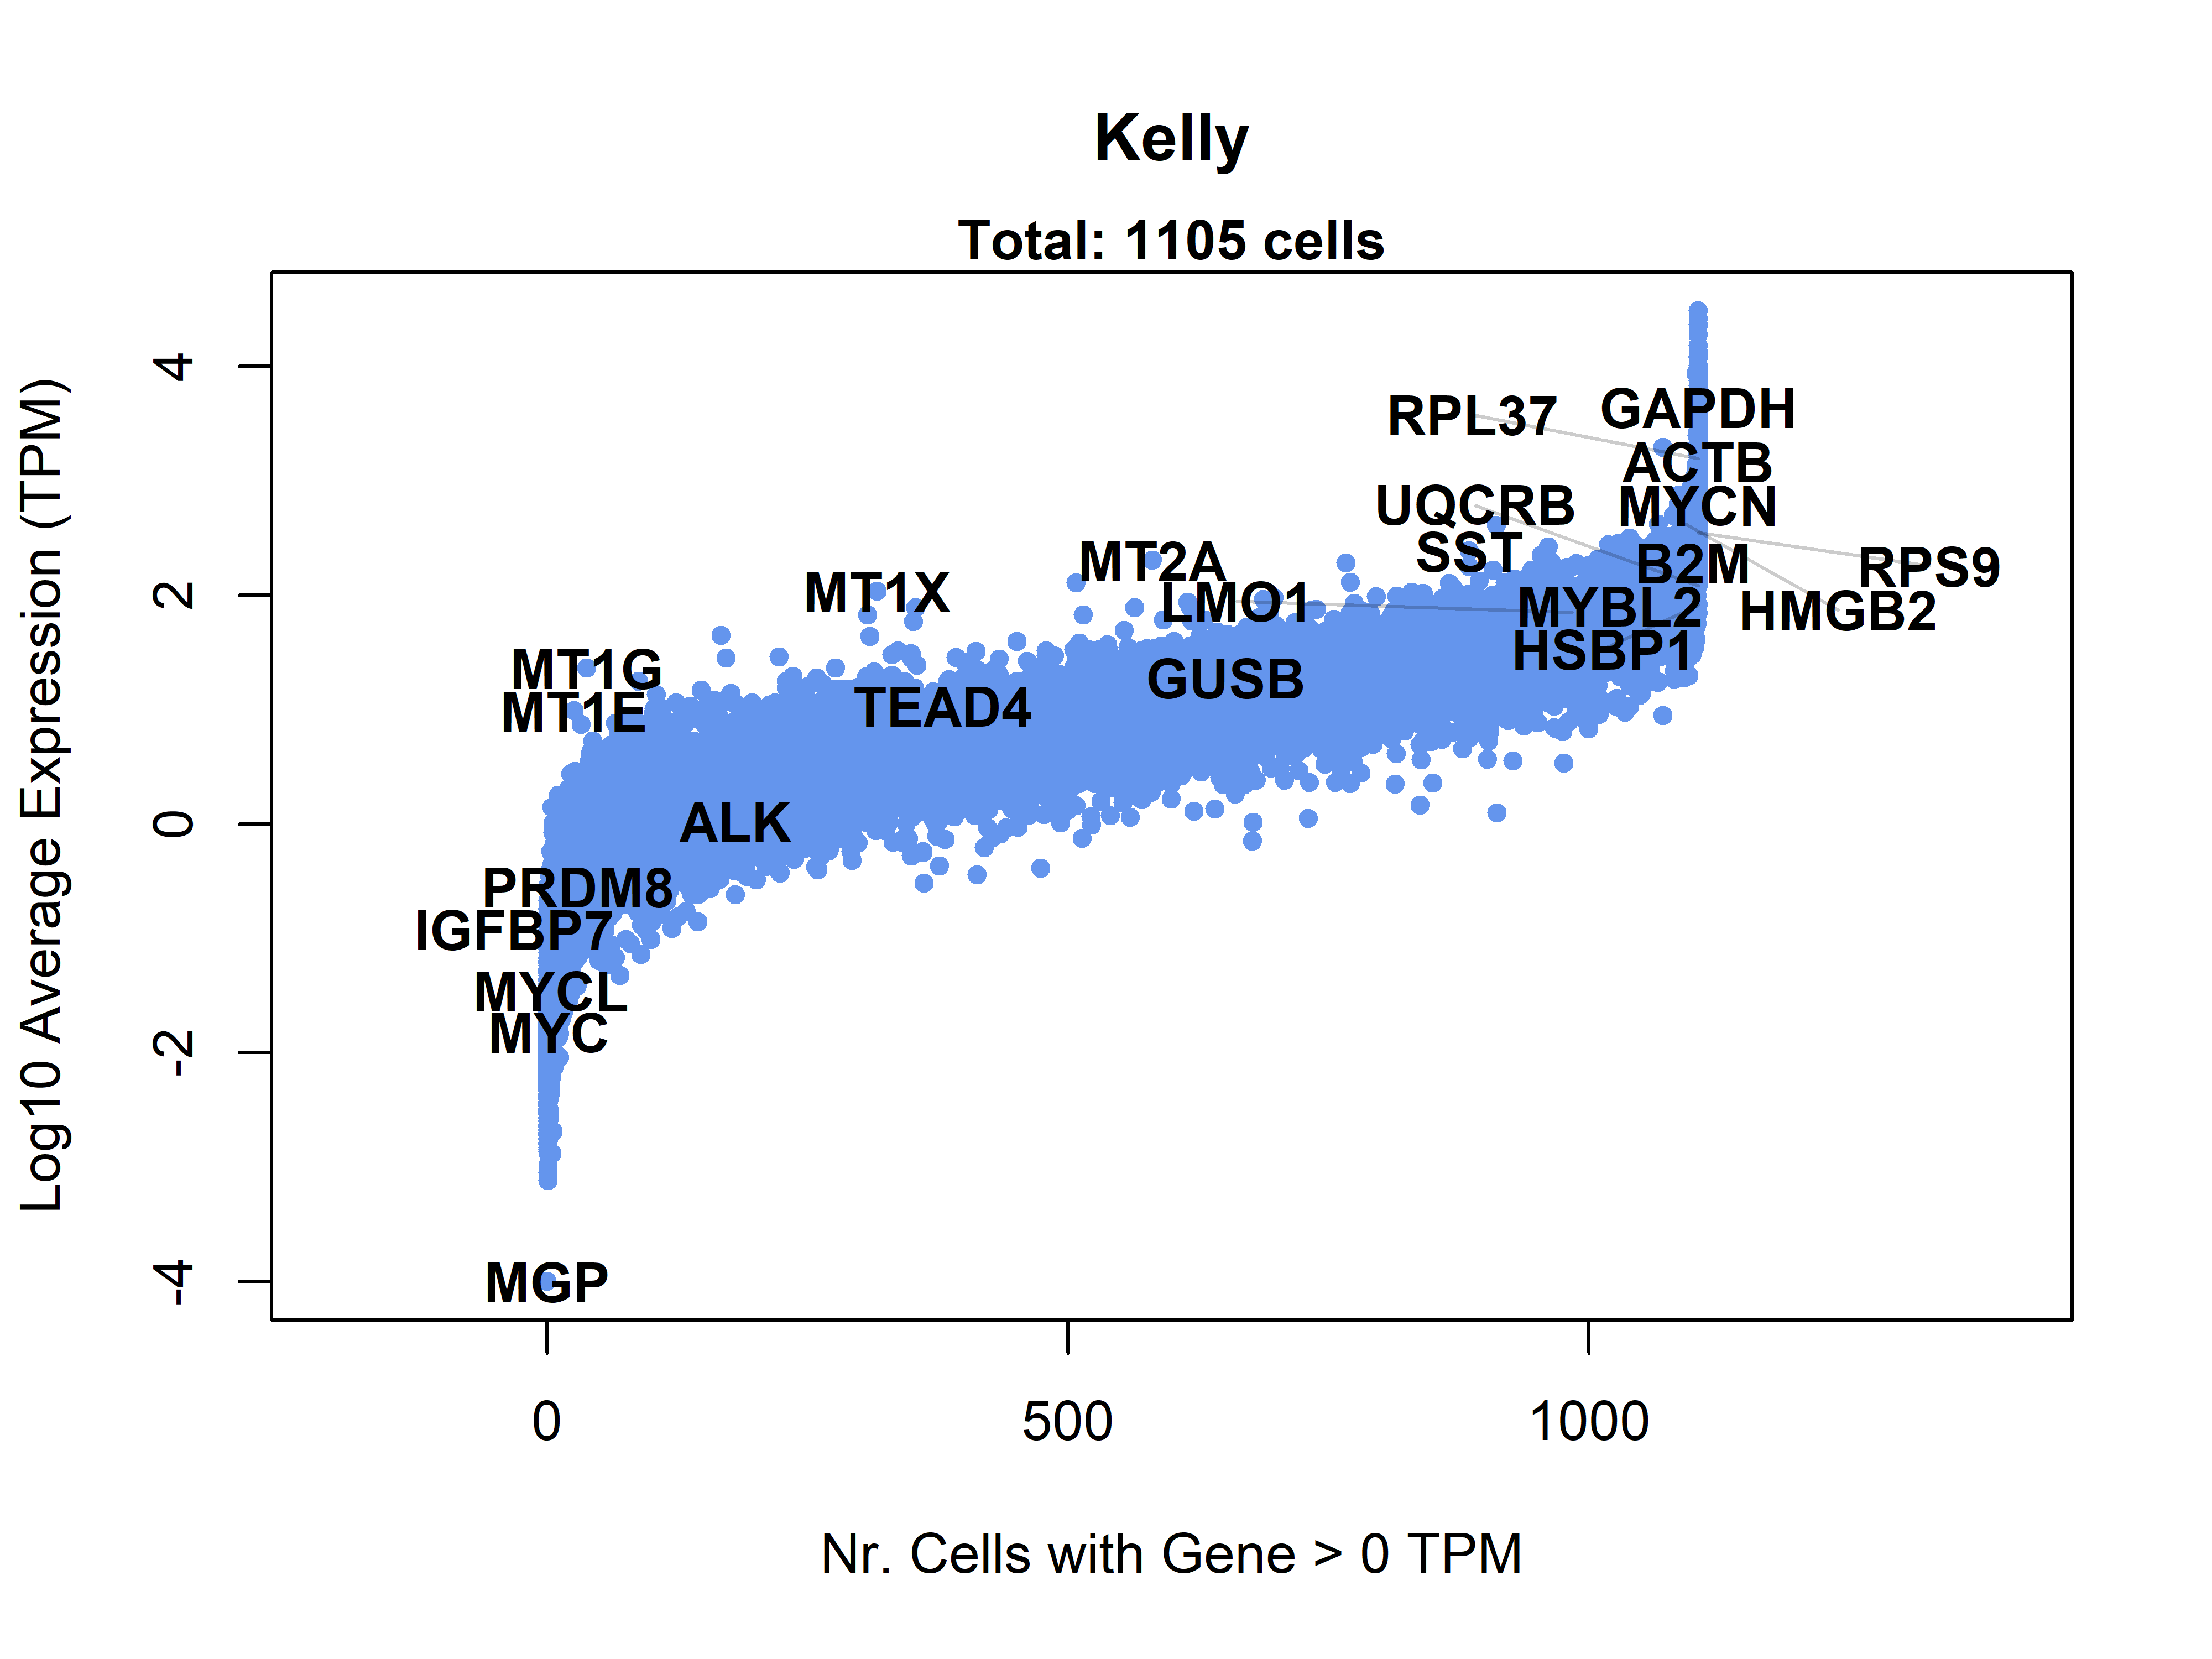 Kelly
Total: 1105 cells
Log10 Average Expression (TPM)
4
2
0
-2
-4
RPL37
GAPDH
ACTB
UQCRB
MYCN
SST
MT2A
B2M
RPS9
MT1X
LMO1
MYBL2
HMGB2
HSBP1
MT1G
GUSB
MT1E
TEAD4
ALK
PRDM8
IGFBP7
MYCL
MYC
MGP
0
500
1000
Nr. Cells with Gene > 0 TPM